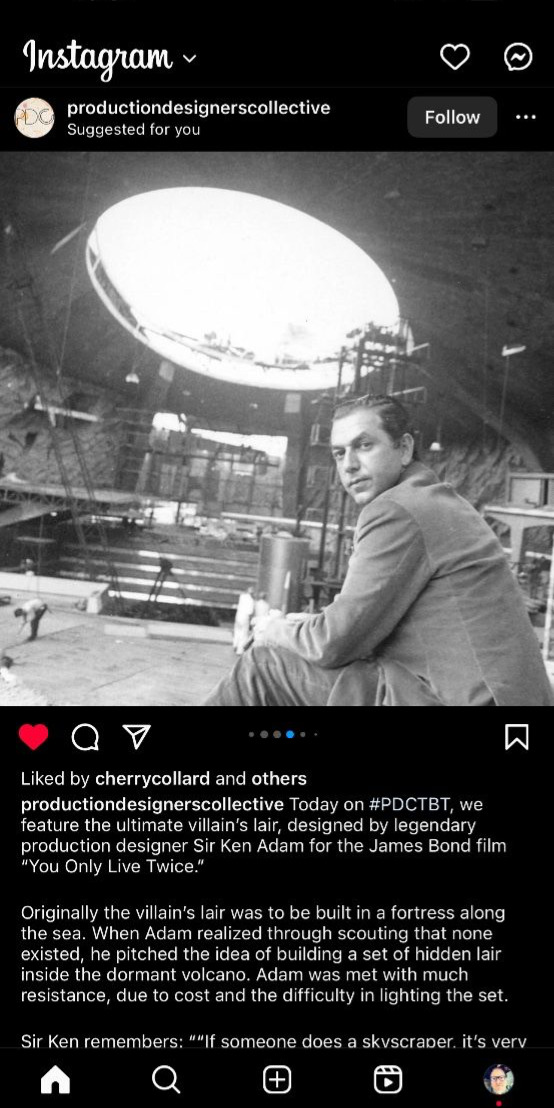 Instagram
productiondesignerscollective
Suggested for you
Follow
PDC
Liked by cherrycollard and others
productiondesignerscollective Today on #PDCTBT, we
feature the ultimate villain's lair, designed by legendary
production designer Sir Ken Adam for the James Bond film
“You Only Live Twice.”
Originally the villain's lair was to be built in a fortress along
the sea. When Adam realized through scouting that none
existed, he pitched the idea of building a set of hidden lair
inside the dormant volcano. Adam was met with much
resistance, due to cost and the difficulty in lighting the set.
Sir Ken remembers: ““If someone does a skyscraper, it's very